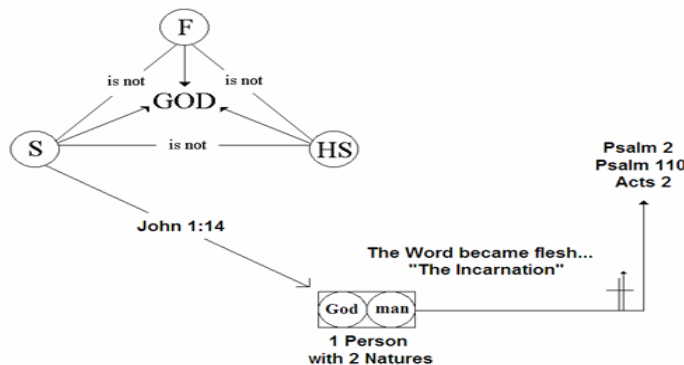 F
is not
is not
GOD
S
is not
HS
Psalm 2
Psalm 110
Acts 2
John 1:14
The Word became flesh...
"The Incarnation"
God
man
1 Person
with 2 Natures